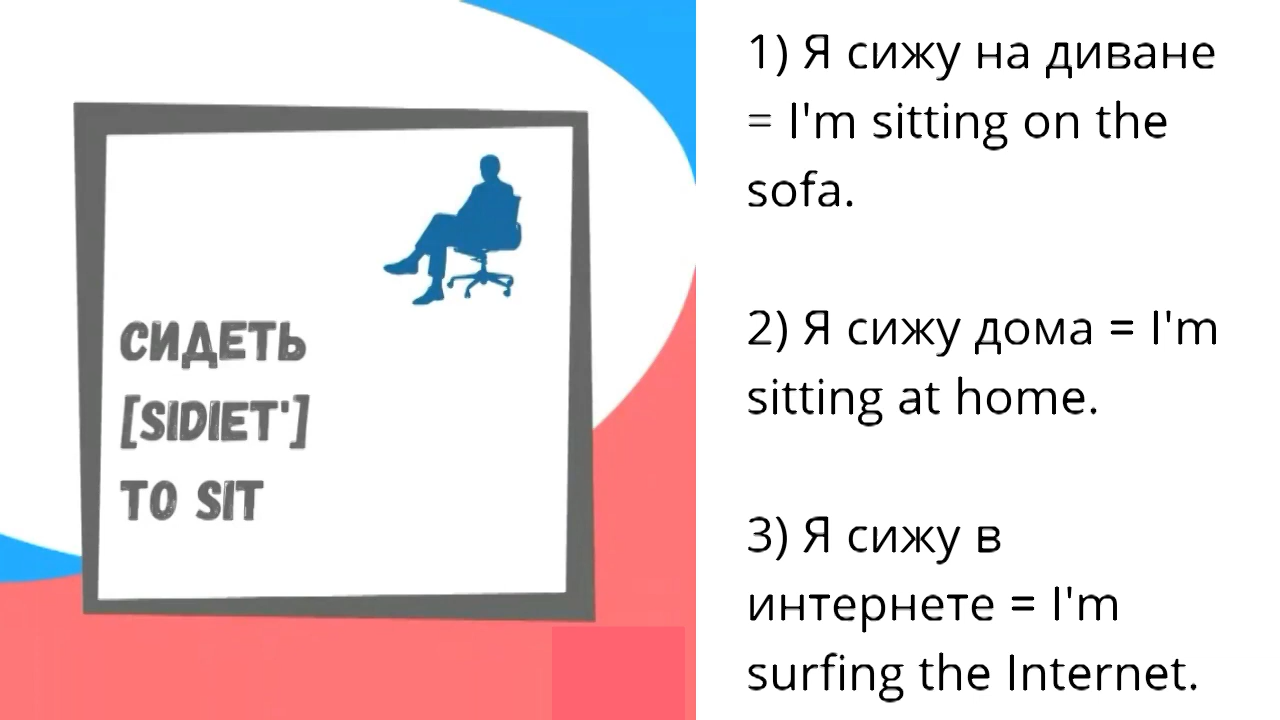 СИДЕТЬ
[SIDIET']
TO SIT
1) Я сижу на диване
= I'm sitting on the
sofa.
2) Я сижу дома = I'm
sitting at home.
3) Я сижу в
интернете = I'm
surfing the Internet.